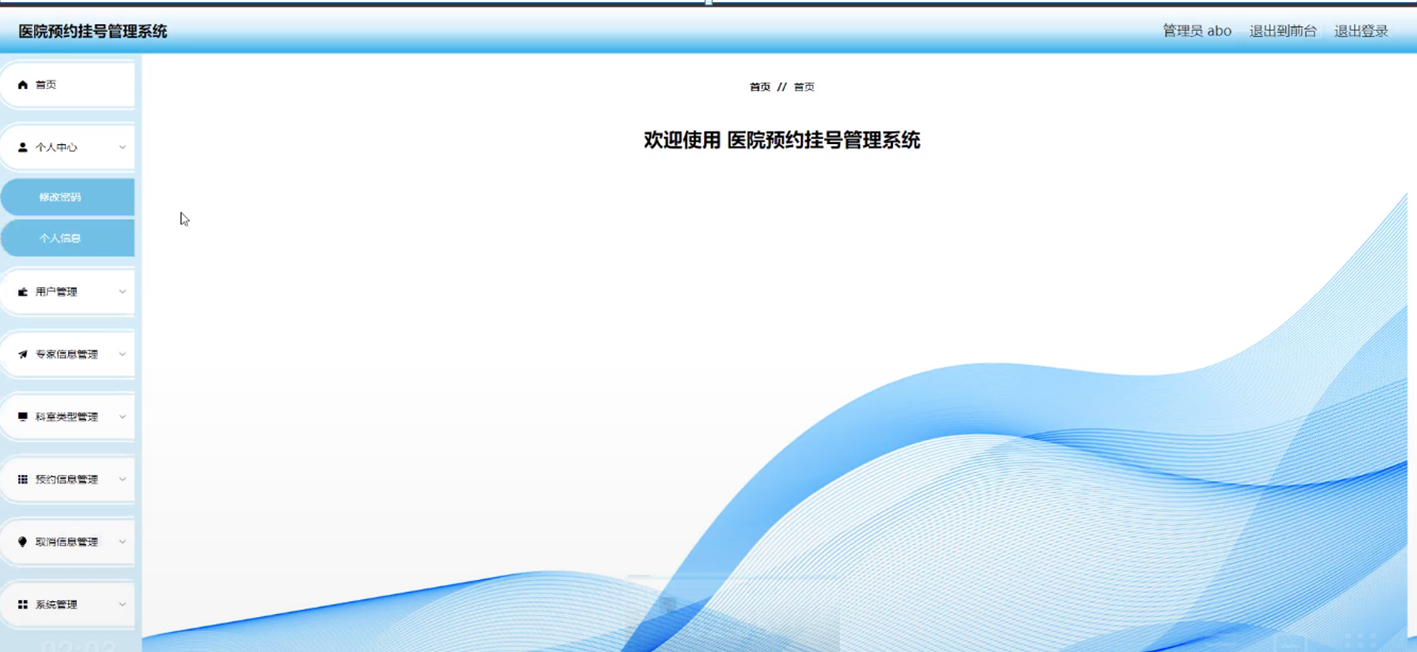 医院预约挂号管理系统
管理员 abo 退出到前台 退出登录
首页
首页 // 首页
欢迎使用 医院预约挂号管理系统
个人中心
修改密码
个人信息
用户管理
专家信息管理
科室类型管理
预约信息管理
取消信息管理
系统管理